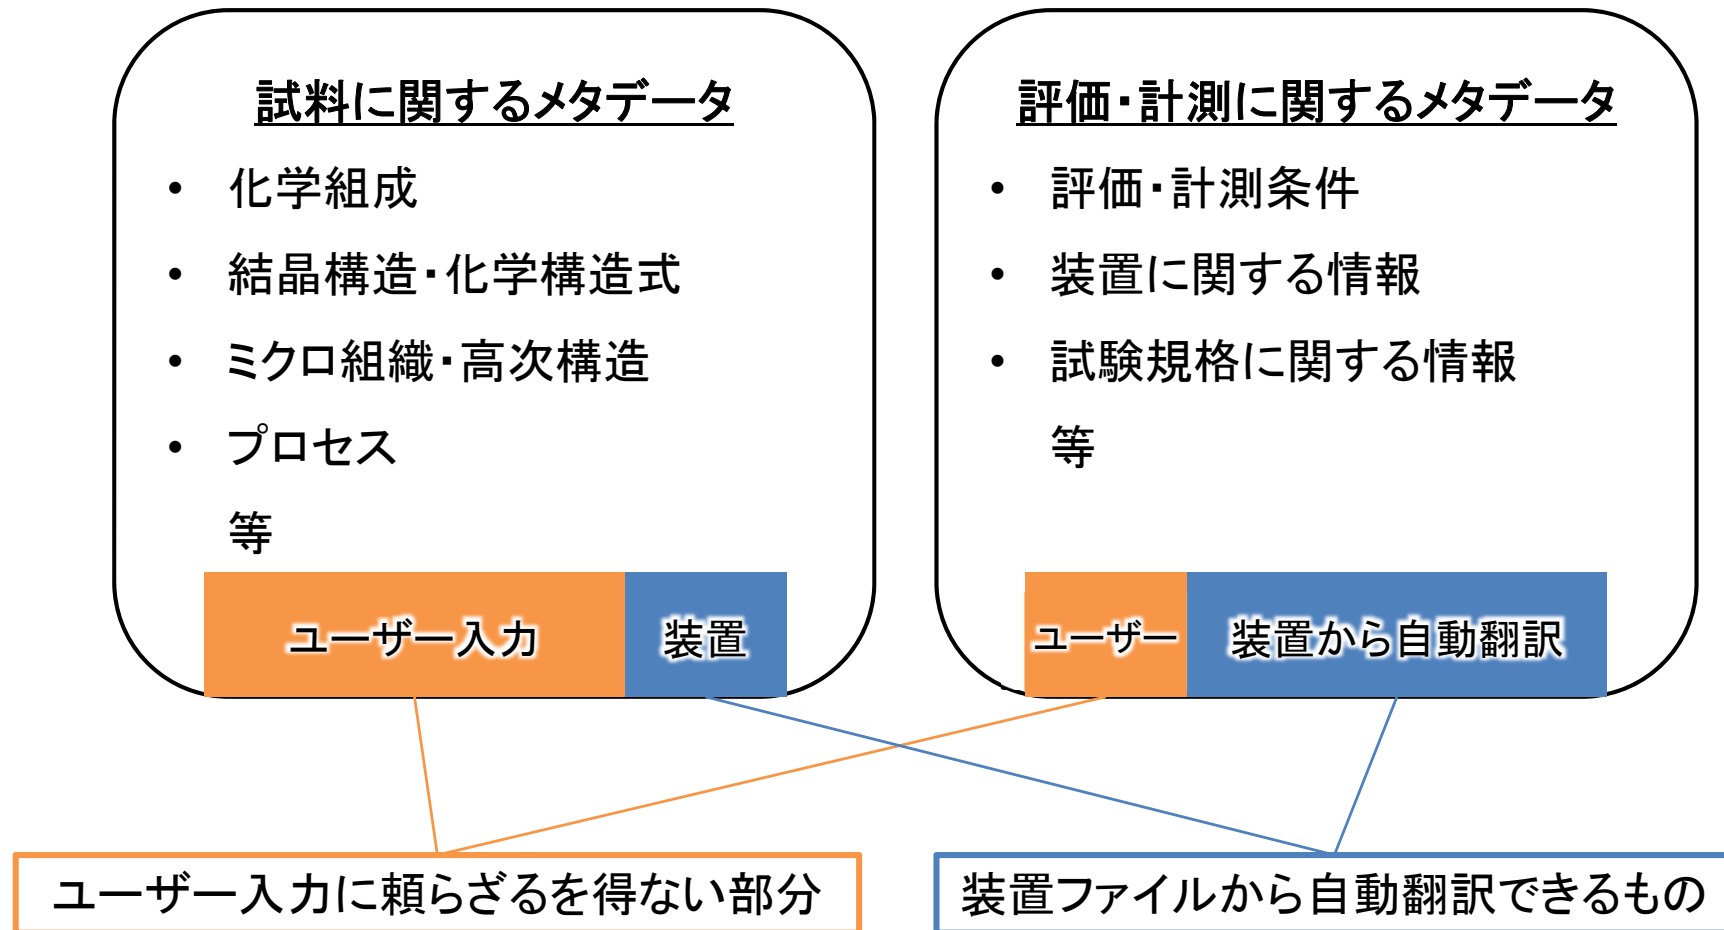 試料に関するメタデータ
• 化学組成
• 結晶構造・化学構造式
• ミクロ組織・高次構造
• プロセス
等
ユーザー入力
装置
評価・計測に関するメタデータ
• 評価・計測条件
• 装置に関する情報
• 試験規格に関する情報
等
ユーザー
装置から自動翻訳
ユーザー入力に頼らざるを得ない部分
装置ファイルから自動翻訳できるもの